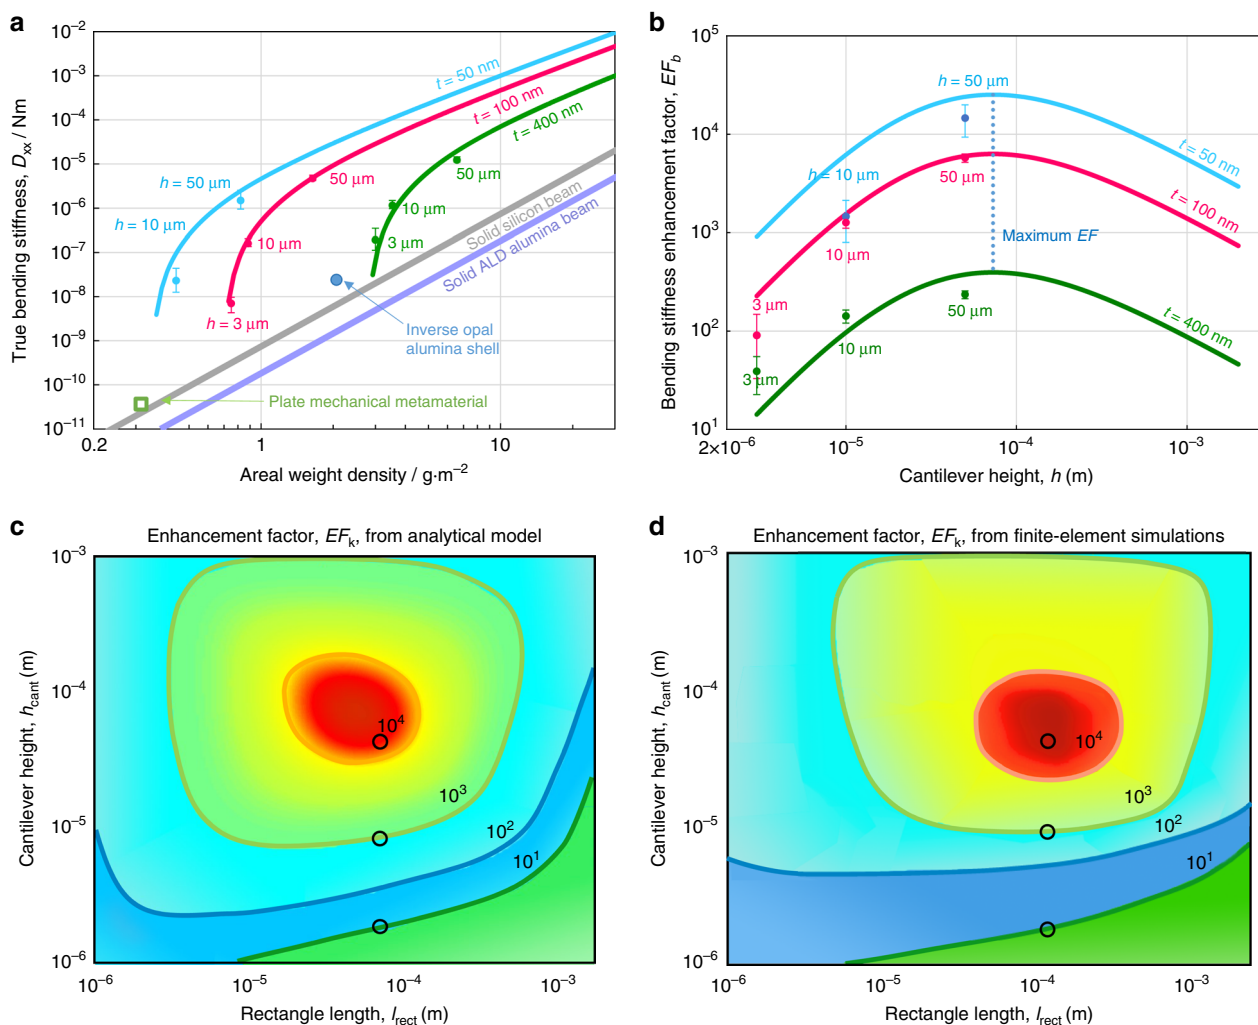 a
True bending stiffness, Dxx / Nm
10⁻²
10⁻³
10⁻⁴
10⁻⁵
10⁻⁶
10⁻⁷
10⁻⁸
10⁻⁹
10⁻¹⁰
10⁻¹¹
0.2
1
10
Areal weight density / g·m⁻²
t = 50 nm
t = 100 nm
t = 400 nm
h = 50 μm
50 μm
50 μm
h = 10 μm
10 μm
10 μm
3 μm
h = 3 μm
Solid silicon beam
Solid ALD alumina beam
Inverse opal
alumina shell
Plate mechanical metamaterial
b
Bending stiffness enhancement factor, EFb
10⁵
10⁴
10³
10²
10¹
2×10⁻⁶
10⁻⁵
10⁻⁴
10⁻³
Cantilever height, h (m)
h = 50 μm
t = 50 nm
h = 10 μm
50 μm
t = 100 nm
Maximum EF
10 μm
3 μm
50 μm
t = 400 nm
10 μm
3 μm
c
Enhancement factor, EFk, from analytical model
Cantilever height, hcant (m)
10⁻³
10⁻⁴
10⁻⁵
10⁻⁶
10⁴
10³
10²
10¹
10⁻⁶
10⁻⁵
10⁻⁴
10⁻³
Rectangle length, lrect (m)
d
Enhancement factor, EFk, from finite-element simulations
Cantilever height, hcant (m)
10⁻³
10⁻⁴
10⁻⁵
10⁻⁶
10⁴
10³
10²
10¹
10⁻⁶
10⁻⁵
10⁻⁴
10⁻³
Rectangle length, lrect (m)